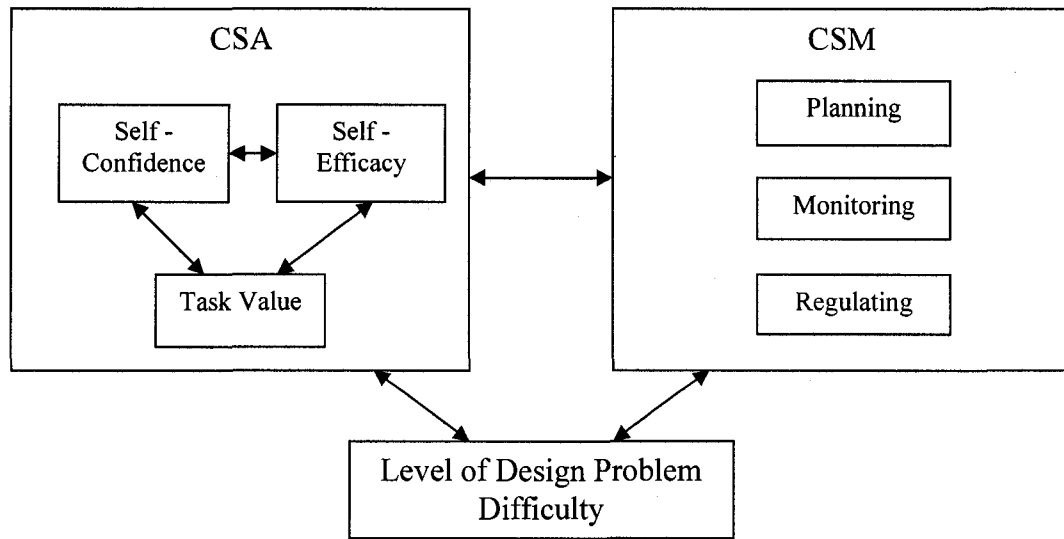 CSA
Self -
Confidence
Self -
Efficacy
Task Value
CSM
Planning
Monitoring
Regulating
Level of Design Problem
Difficulty